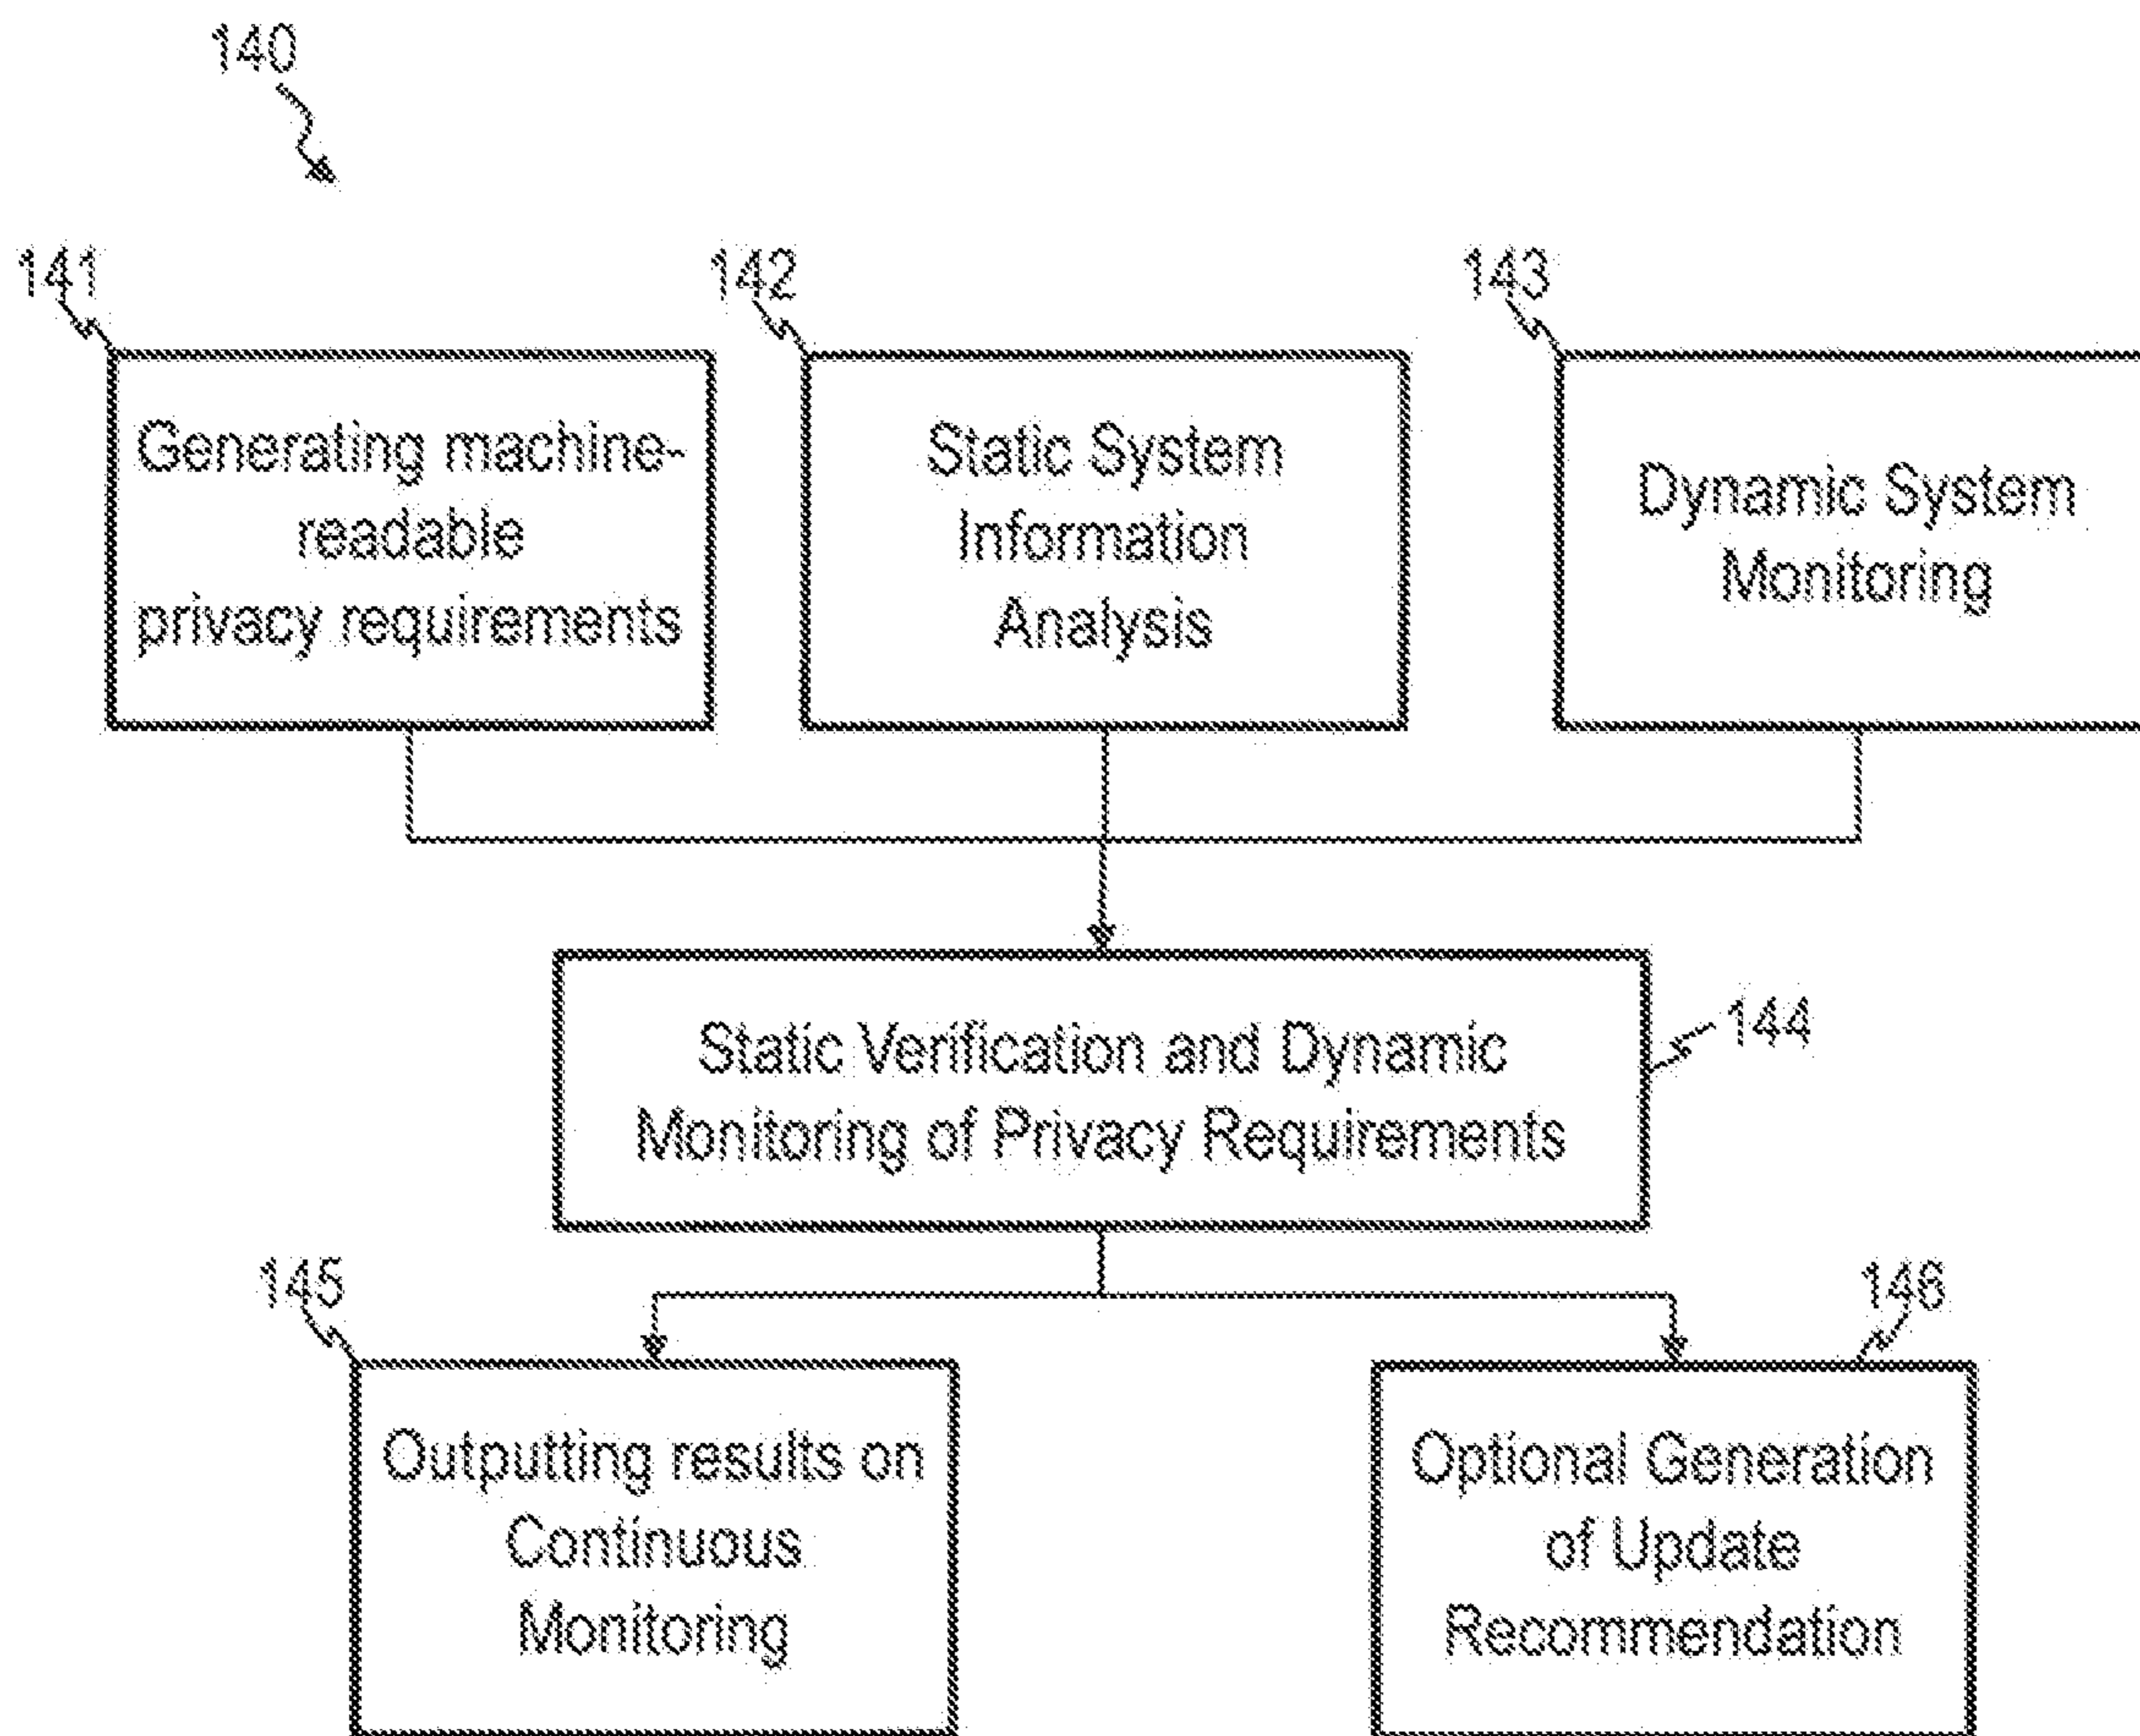 140
141
142
143
Generating machine-
readable
privacy requirements
Static System
Information
Analysis
Dynamic System
Monitoring
Static Verification and Dynamic
Monitoring of Privacy Requirements
144
145
146
Outputting results on
Continuous
Monitoring
Optional Generation
of Update
Recommendation